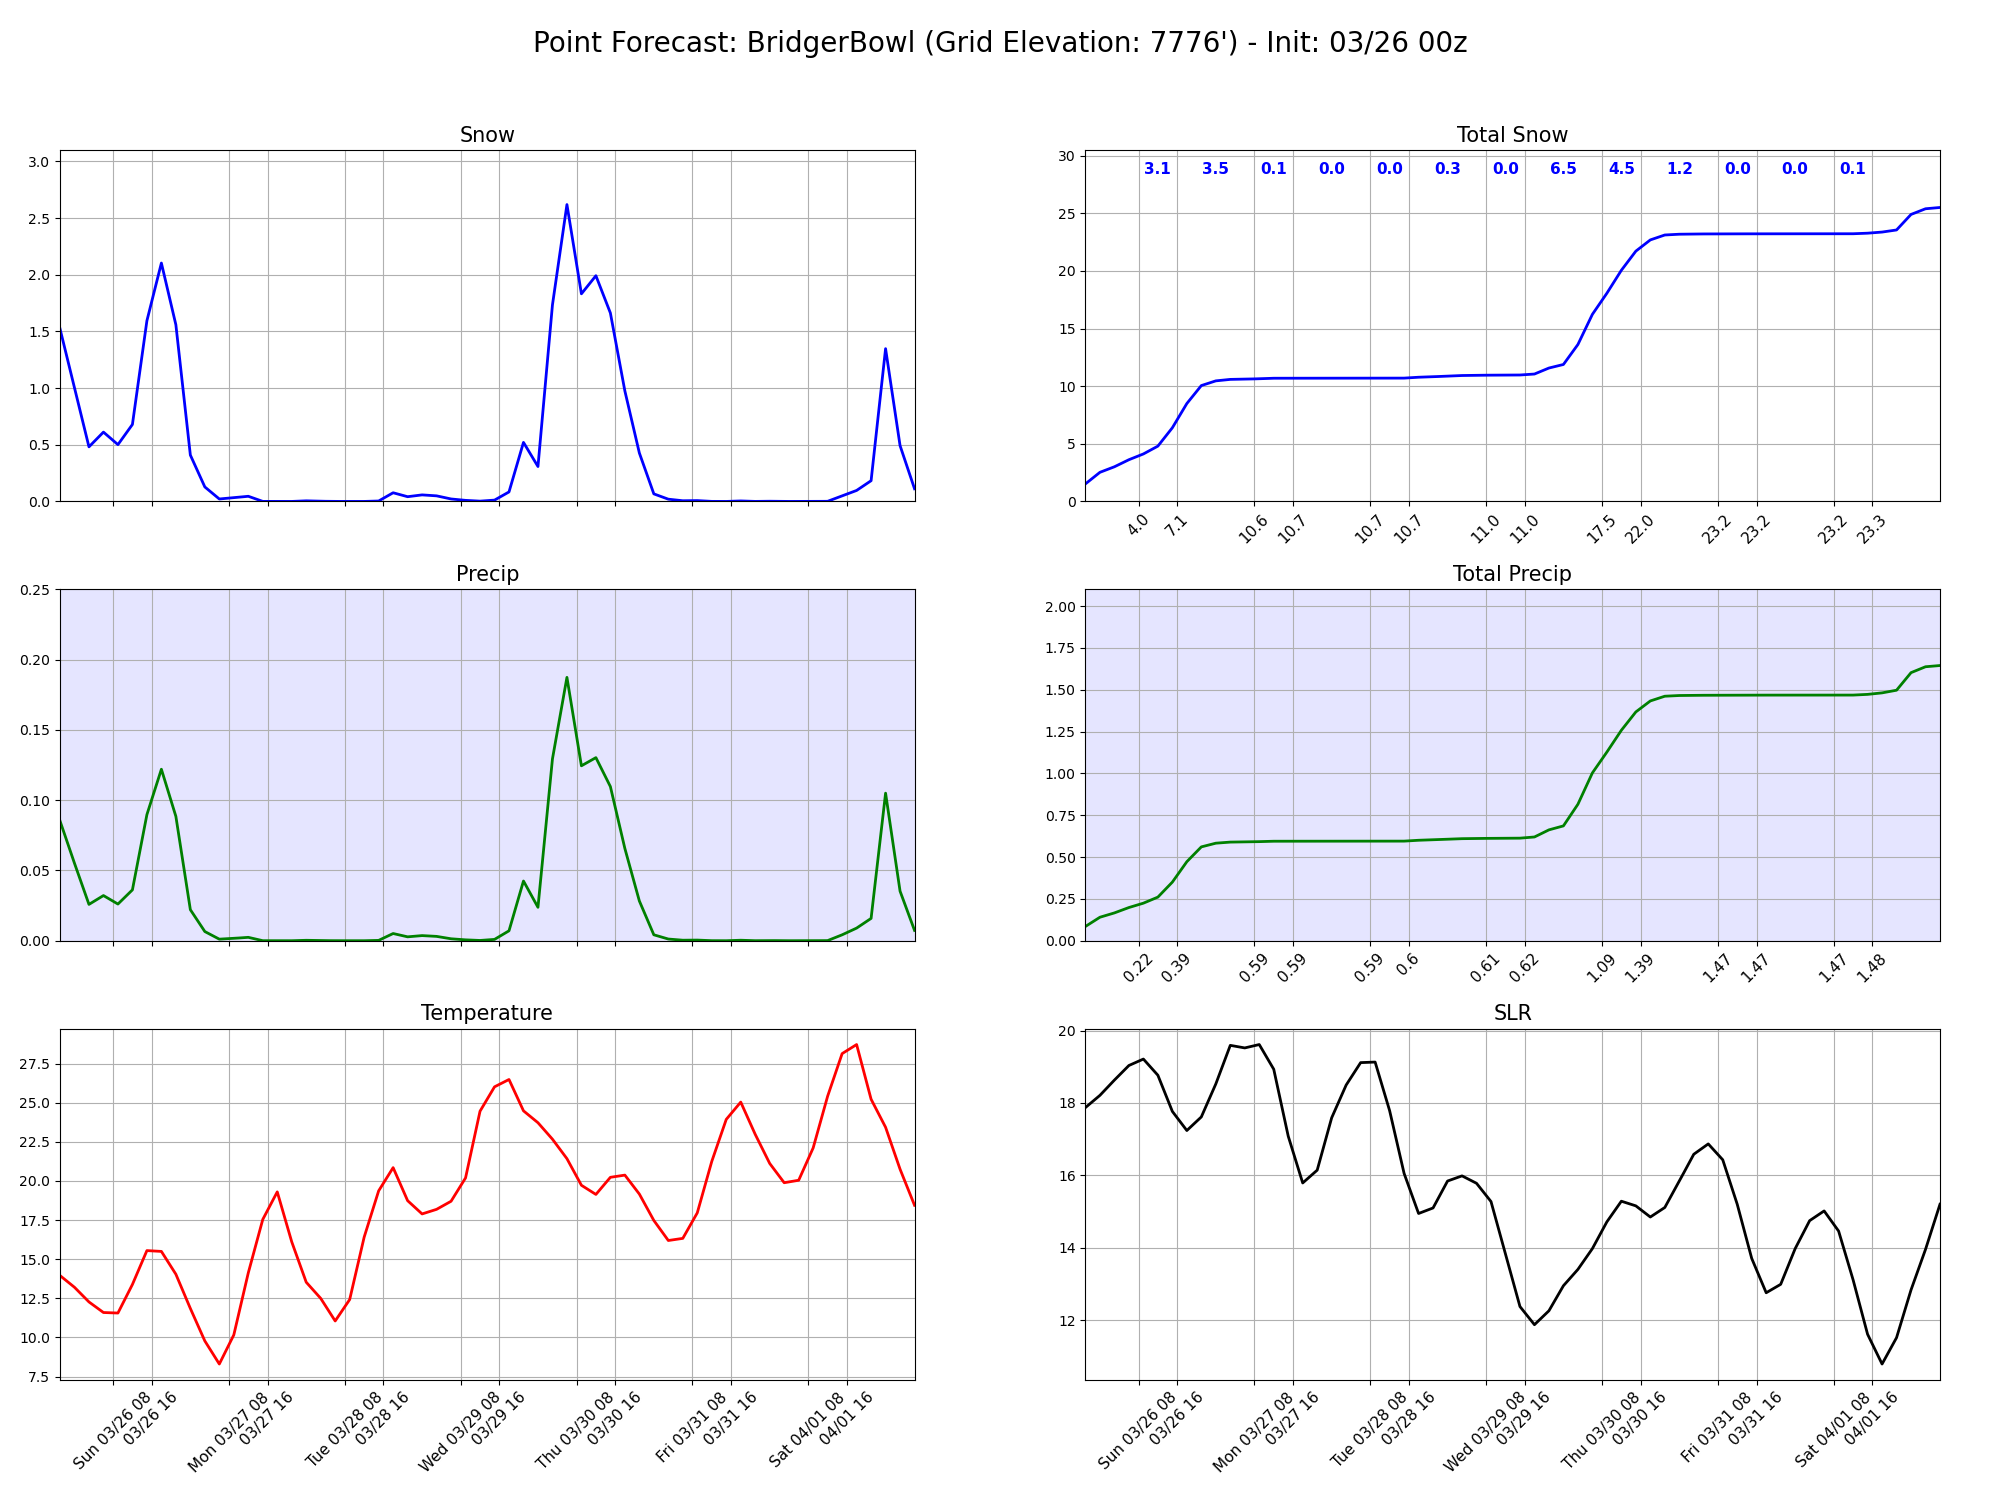 Point Forecast: BridgerBowl (Grid Elevation: 7776') - Init: 03/26 00z
Snow
3.0
2.5
2.0
1.5
1.0
0.5
0.0
Total Snow
30
25
20
15
10
5
0
3.1 3.5 0.1 0.0 0.0 0.3 0.0 6.5 4.5 1.2 0.0 0.0 0.1
4.0 7.1 10.6 10.7 10.7 10.7 11.0 11.0 17.5 22.0 23.2 23.2 23.2 23.3
Precip
0.25
0.20
0.15
0.10
0.05
0.00
Total Precip
2.00
1.75
1.50
1.25
1.00
0.75
0.50
0.25
0.00
0.22 0.39 0.59 0.59 0.59 0.6 0.61 0.62 1.09 1.39 1.47 1.47 1.47 1.48
Temperature
27.5
25.0
22.5
20.0
17.5
15.0
12.5
10.0
7.5
Sun 03/26 08
03/26 16
Mon 03/27 08
03/27 16
Tue 03/28 08
03/28 16
Wed 03/29 08
03/29 16
Thu 03/30 08
03/30 16
Fri 03/31 08
03/31 16
Sat 04/01 08
04/01 16
SLR
20
18
16
14
12
Sun 03/26 08
03/26 16
Mon 03/27 08
03/27 16
Tue 03/28 08
03/28 16
Wed 03/29 08
03/29 16
Thu 03/30 08
03/30 16
Fri 03/31 08
03/31 16
Sat 04/01 08
04/01 16